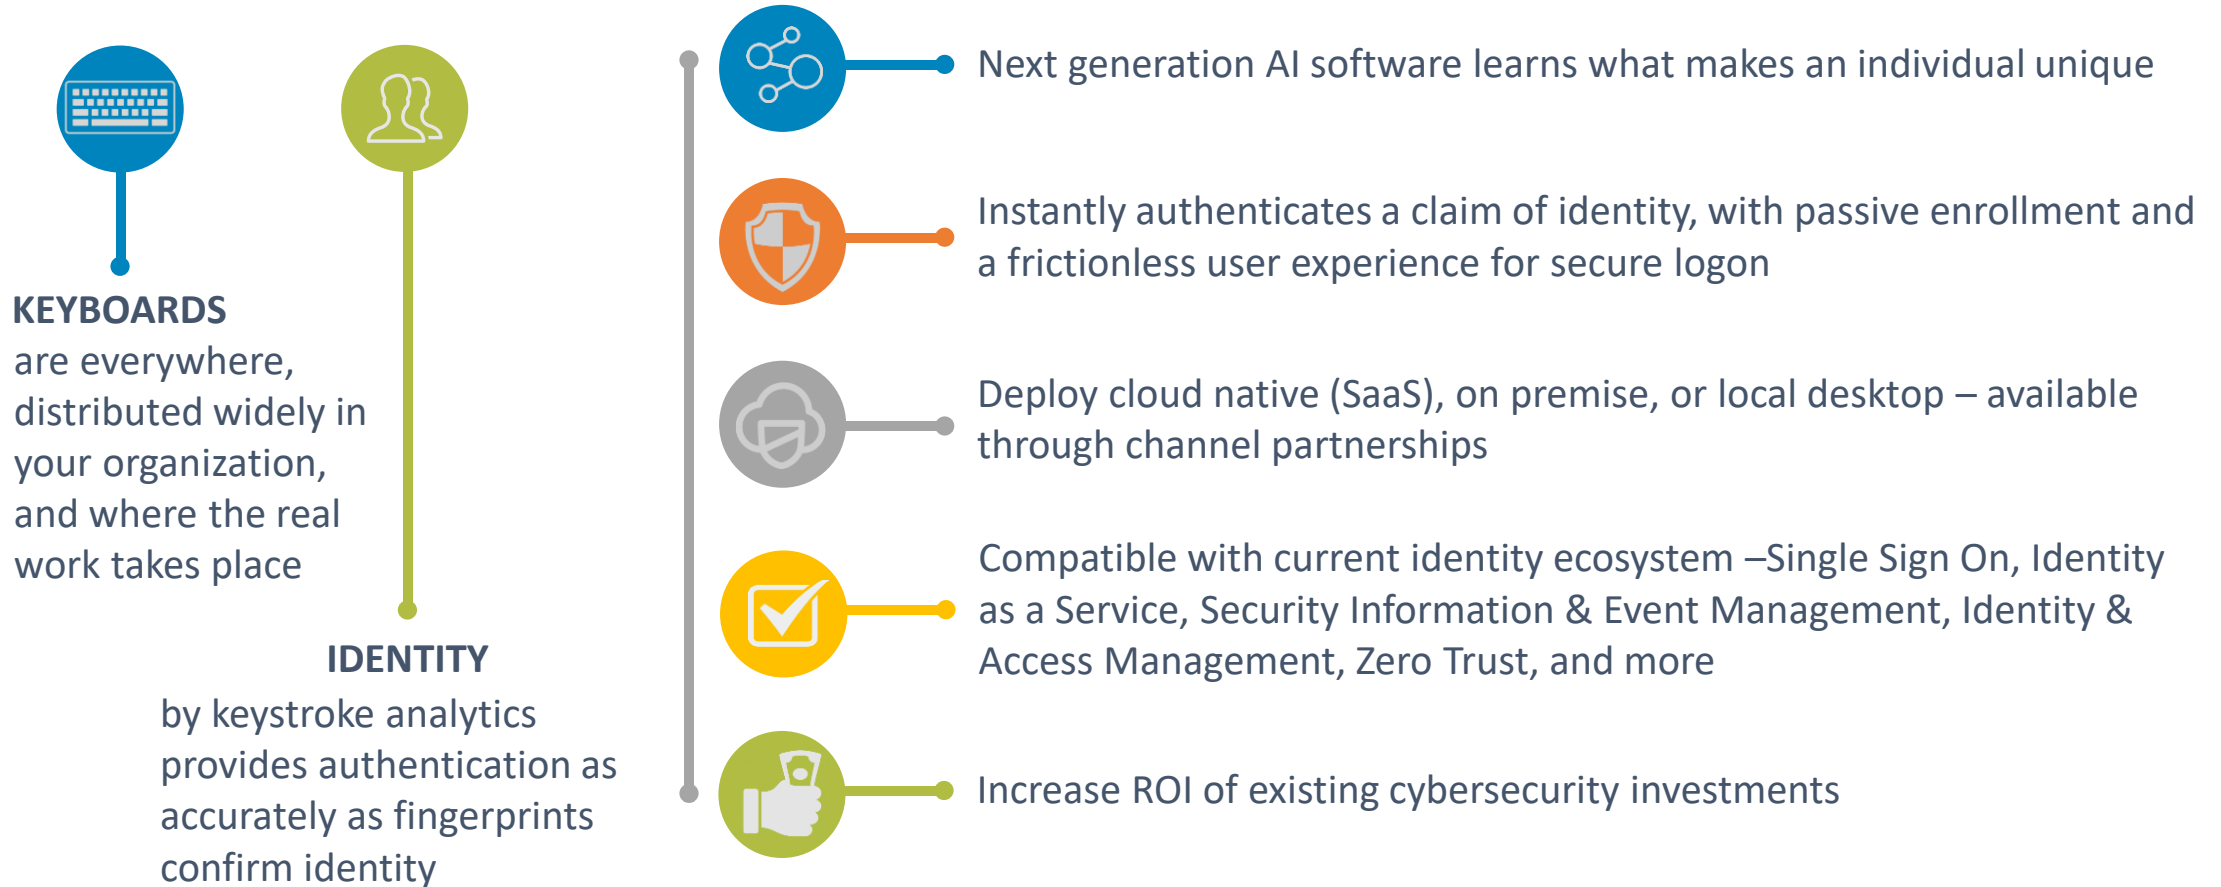 KEYBOARDS
are everywhere,
distributed widely in
your organization,
and where the real
work takes place
IDENTITY
by keystroke analytics
provides authentication as
accurately as fingerprints
confirm identity
Next generation AI software learns what makes an individual unique
Instantly authenticates a claim of identity, with passive enrollment and
a frictionless user experience for secure logon
Deploy cloud native (SaaS), on premise, or local desktop – available
through channel partnerships
Compatible with current identity ecosystem –Single Sign On, Identity
as a Service, Security Information & Event Management, Identity &
Access Management, Zero Trust, and more
Increase ROI of existing cybersecurity investments